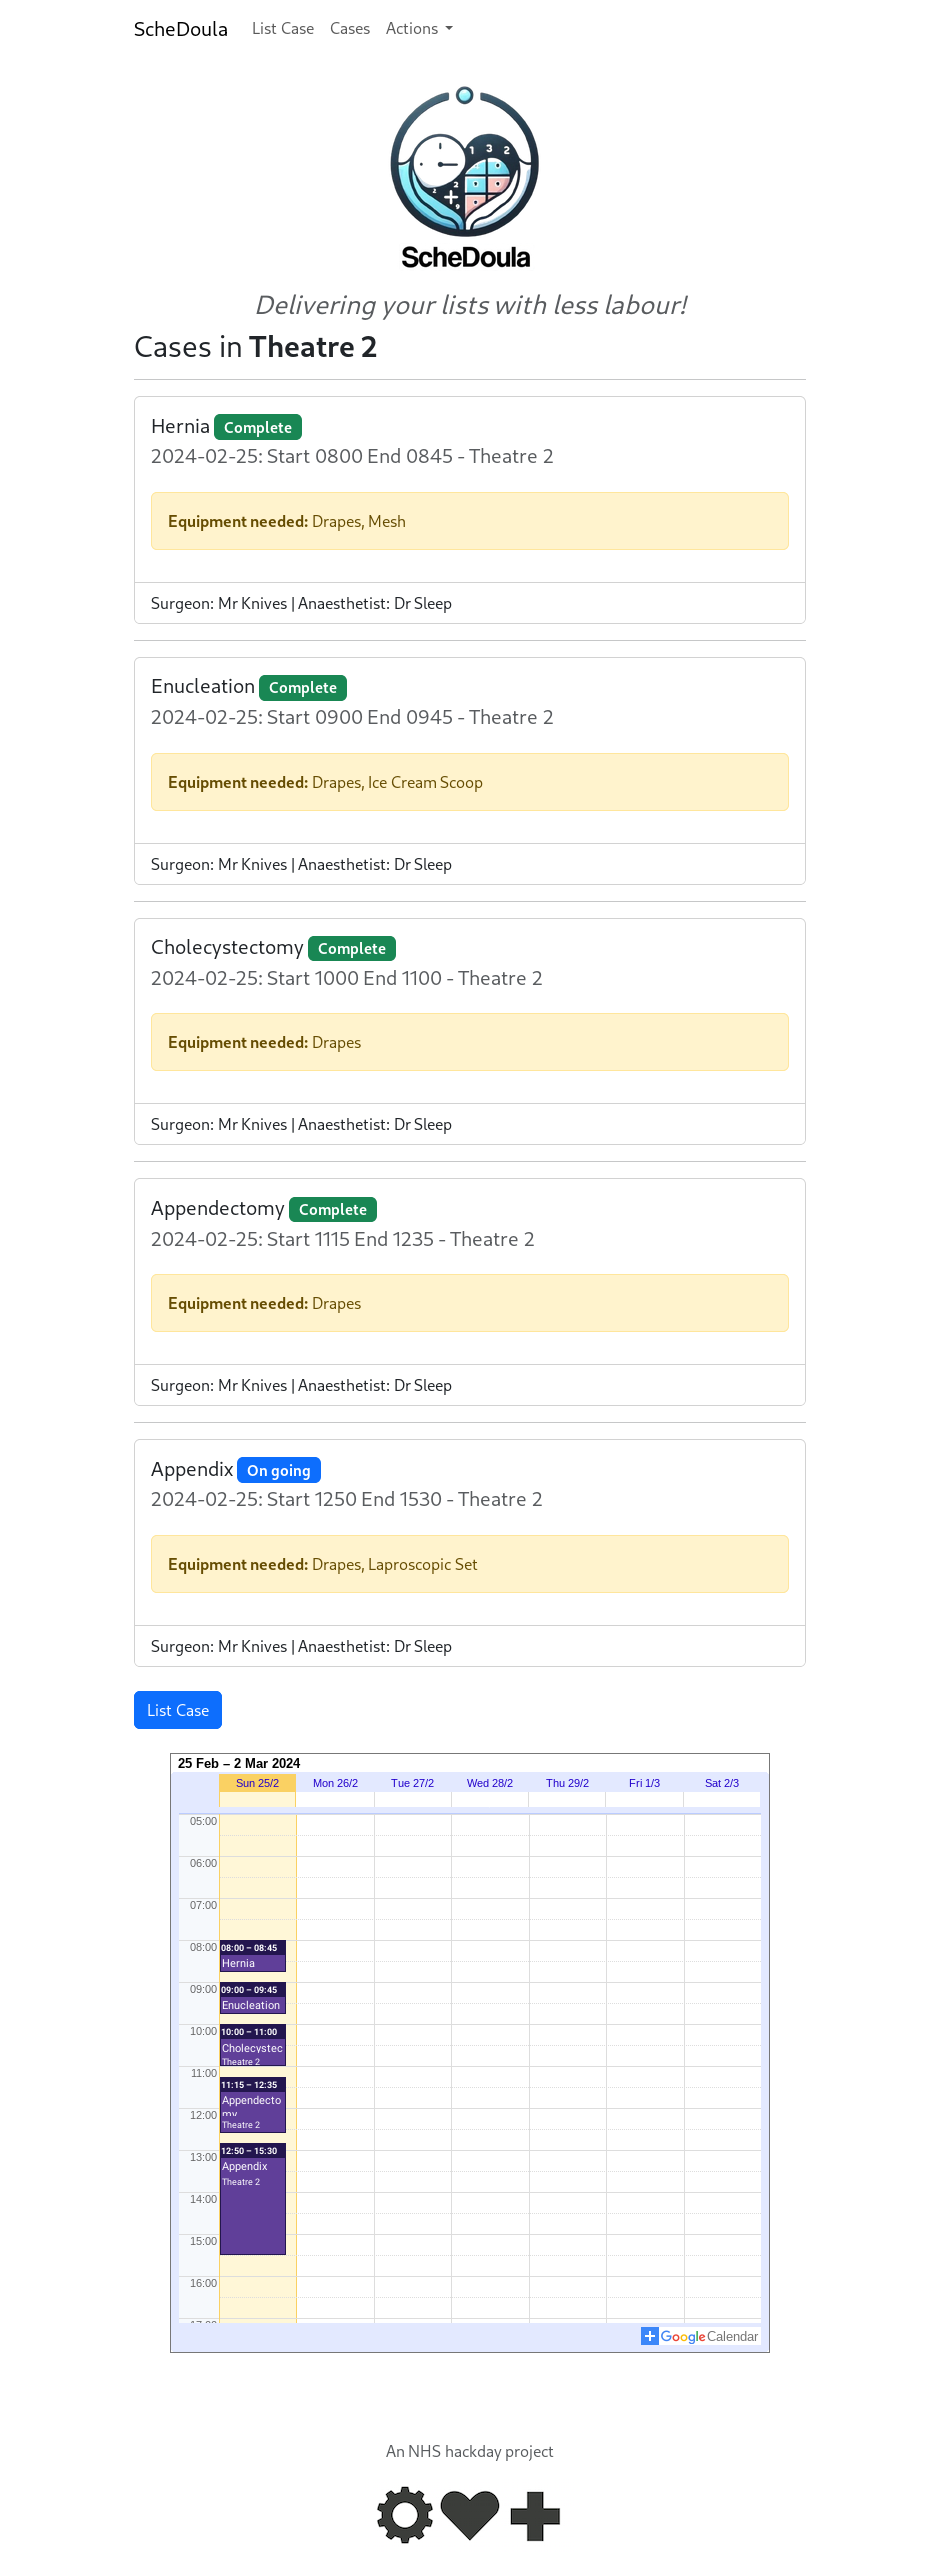 ScheDoula List Case Cases Actions
1 3 2
2
2 9
9
ScheDoula
Delivering your lists with less labour!
Cases in Theatre 2
Hernia Complete
2024-02-25: Start 0800 End 0845 - Theatre 2
Equipment needed: Drapes, Mesh
Surgeon: Mr Knives | Anaesthetist: Dr Sleep
Enucleation Complete
2024-02-25: Start 0900 End 0945 - Theatre 2
Equipment needed: Drapes, Ice Cream Scoop
Surgeon: Mr Knives | Anaesthetist: Dr Sleep
Cholecystectomy Complete
2024-02-25: Start 1000 End 1100 - Theatre 2
Equipment needed: Drapes
Surgeon: Mr Knives | Anaesthetist: Dr Sleep
Appendectomy Complete
2024-02-25: Start 1115 End 1235 - Theatre 2
Equipment needed: Drapes
Surgeon: Mr Knives | Anaesthetist: Dr Sleep
Appendix On going
2024-02-25: Start 1250 End 1530 - Theatre 2
Equipment needed: Drapes, Laproscopic Set
Surgeon: Mr Knives | Anaesthetist: Dr Sleep
List Case
25 Feb – 2 Mar 2024
Sun 25/2 Mon 26/2 Tue 27/2 Wed 28/2 Thu 29/2 Fri 1/3 Sat 2/3
05:00
06:00
07:00
08:00 08:00 – 08:45
Hernia
09:00 09:00 – 09:45
Enucleation
10:00 10:00 – 11:00
Cholecystec
Theatre 2
11:00
11:15 – 12:35
Appendecto
my
12:00
Theatre 2
12:50 – 15:30
13:00
Appendix
Theatre 2
14:00
15:00
16:00
+ Google Calendar
An NHS hackday project